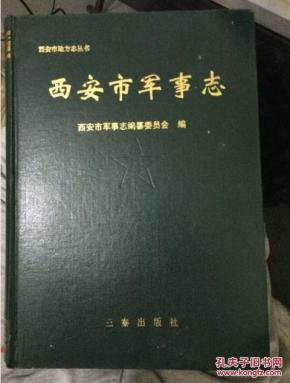 西安市地方志丛书
西安市军事志
西安市军事志编纂委员会 编
三秦出版社
孔夫子旧书网